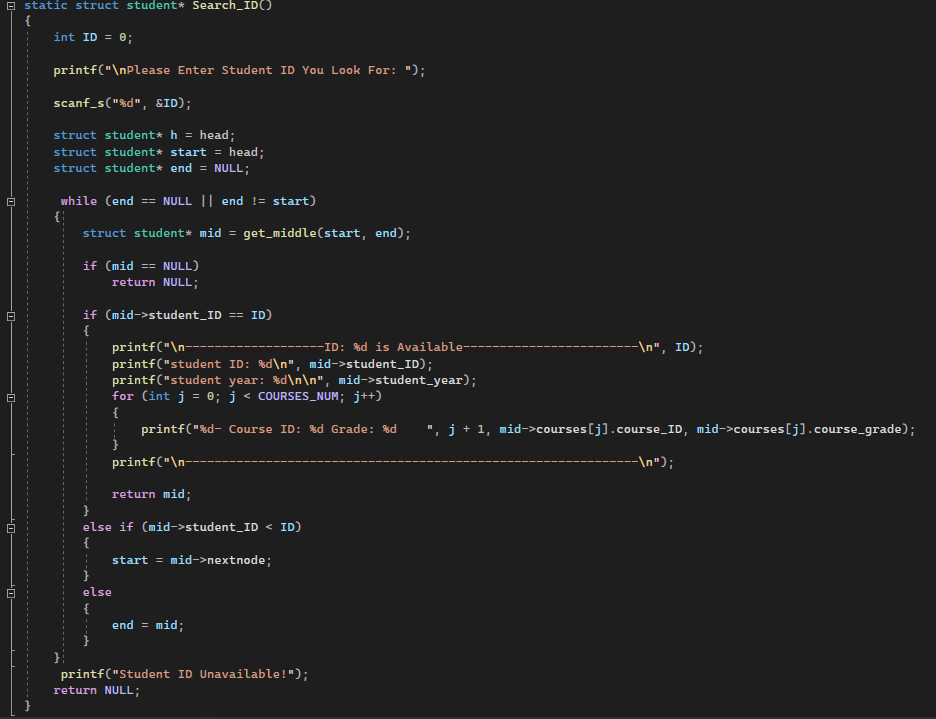 static struct student* Search_ID()
{
    int ID = 0;

    printf("\nPlease Enter Student ID You Look For: ");

    scanf_s("%d", &ID);

    struct student* h = head;
    struct student* start = head;
    struct student* end = NULL;

     while (end == NULL || end != start)
    {
        struct student* mid = get_middle(start, end);

        if (mid == NULL)
            return NULL;

        if (mid->student_ID == ID)
        {
            printf("\n-------------------ID: %d is Available------------------------\n", ID);
            printf("student ID: %d\n", mid->student_ID);
            printf("student year: %d\n\n", mid->student_year);
            for (int j = 0; j < COURSES_NUM; j++)
            {
                printf("%d- Course ID: %d Grade: %d    ", j + 1, mid->courses[j].course_ID, mid->courses[j].course_grade);
            }
            printf("\n--------------------------------------------------------------\n");

            return mid;
        }
        else if (mid->student_ID < ID)
        {
            start = mid->nextnode;
        }
        else
        {
            end = mid;
        }
    }
     printf("Student ID Unavailable!");
    return NULL;
}